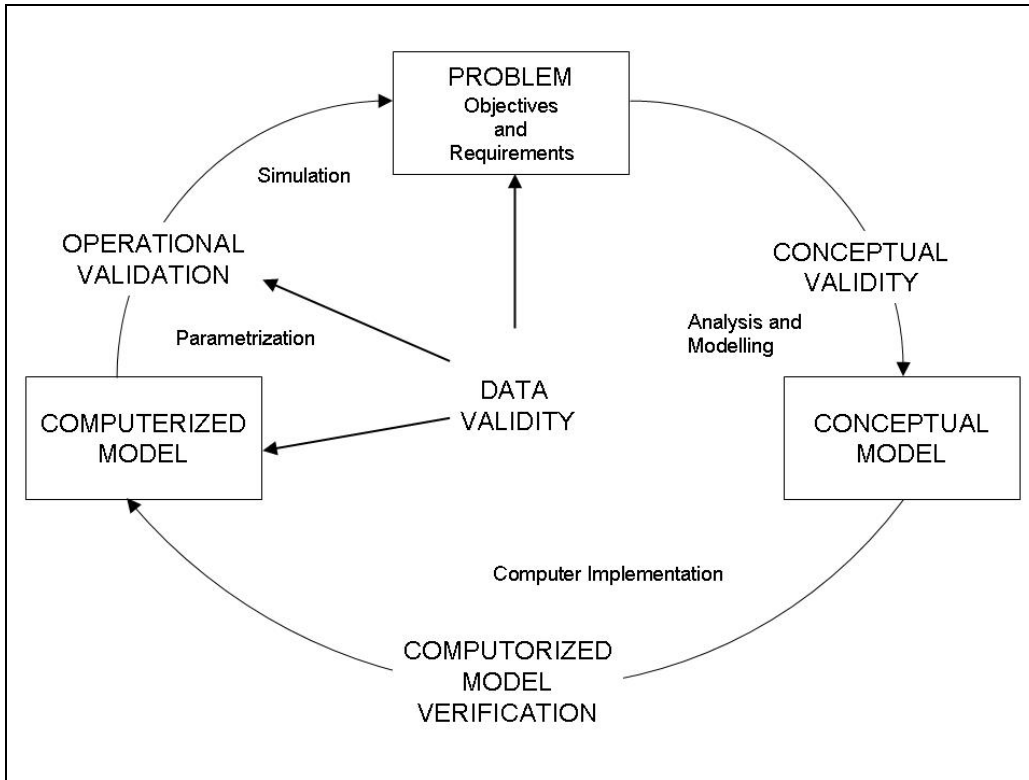 PROBLEM
Objectives
and
Requirements
Simulation
OPERATIONAL
VALIDATION
CONCEPTUAL
VALIDITY
Parametrization
Analysis and
Modelling
DATA
VALIDITY
COMPUTERIZED
MODEL
CONCEPTUAL
MODEL
Computer Implementation
COMPUTORIZED
MODEL
VERIFICATION